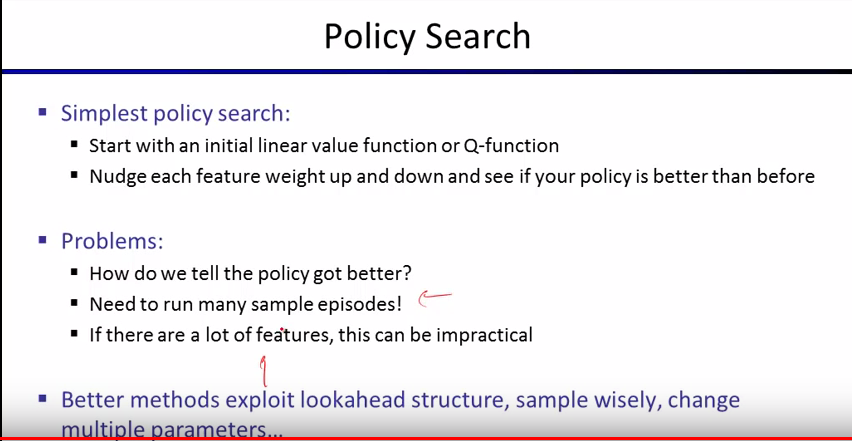 Policy Search
Simplest policy search:
Start with an initial linear value function or Q-function
Nudge each feature weight up and down and see if your policy is better than before
Problems:
How do we tell the policy got better?
Need to run many sample episodes!
If there are a lot of features, this can be impractical
Better methods exploit lookahead structure, sample wisely, change
multiple parameters…